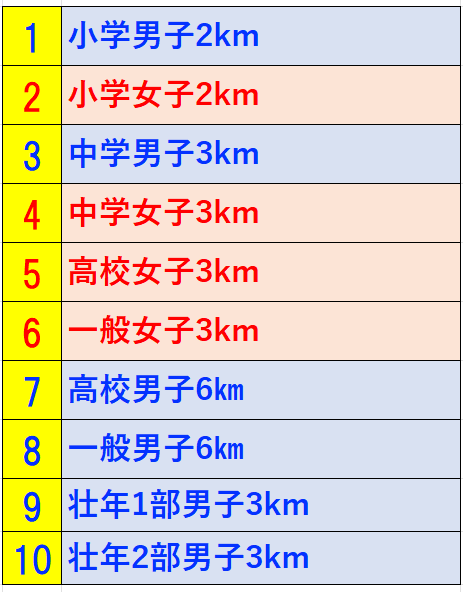 1 小学男子2km
2 小学女子2km
3 中学男子3km
4 中学女子3km
5 高校女子3km
6 一般女子3km
7 高校男子6㎞
8 一般男子6㎞
9 壮年1部男子3km
10 壮年2部男子3km